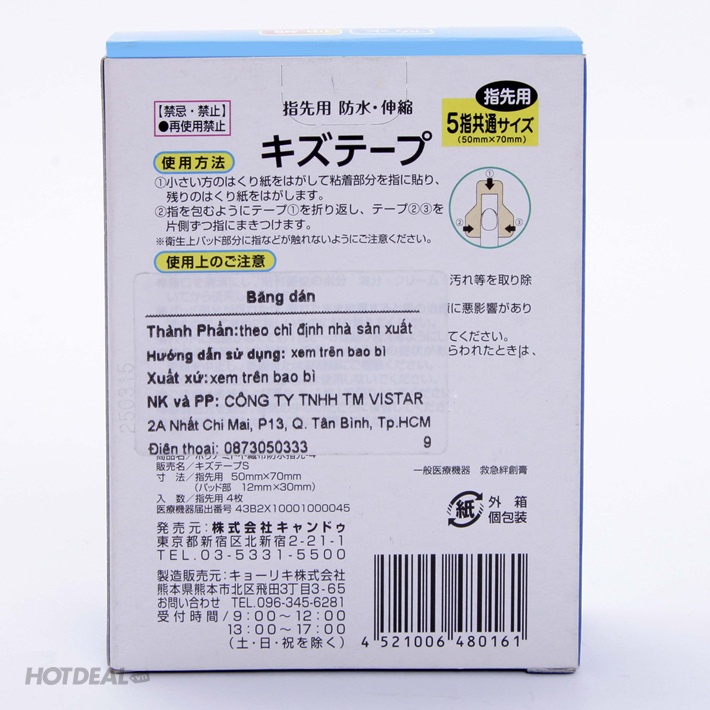 【禁忌・禁止】
●再使用禁止
指先用 防水・伸縮
キズテープ
指先用
5指共通サイズ
(50mm×70mm)
使用方法
①小さい方のはくり紙をはがして粘着部分を指に貼り、
残りのはくり紙をはがします。
②指を包むようにテープ①を折り返し、テープ②③を
片側ずつ指にまきつけます。
※衛生上パッド部分に指などが触れないようにご注意ください。
①
②
③
使用上のご注意
汚れ等を取り除
に悪影響があり
てください。
らわれたときは、
Băng dán
Thành Phần:theo chỉ định nhà sản xuất
Hướng dẫn sử dụng: xem trên bao bì
Xuất xứ:xem trên bao bì
NK và PP: CÔNG TY TNHH TM VISTAR
2A Nhất Chi Mai, P13, Q. Tân Bình, Tp.HCM
Điện thoại: 0873050333
9
販売名／キズテープS
寸 法／指先用 50mm×70mm
(パッド部 12mm×30mm)
入 数／指先用 4枚
医療機器届出番号 43B2X10001000045
一般医療機器 救急絆創膏
紙
外 箱
個包装
発売元：株式会社キャンドゥ
東京都新宿区北新宿2-21-1
TEL.03-5331-5500
製造販売元：キョーリキ株式会社
熊本県熊本市北区飛田3丁目3-65
お問い合わせ TEL.096-345-6281
受付時間／9:00～12:00
13:00～17:00
(土・日・祝を除く)
4 521006 480161
HOTDEAL.vn